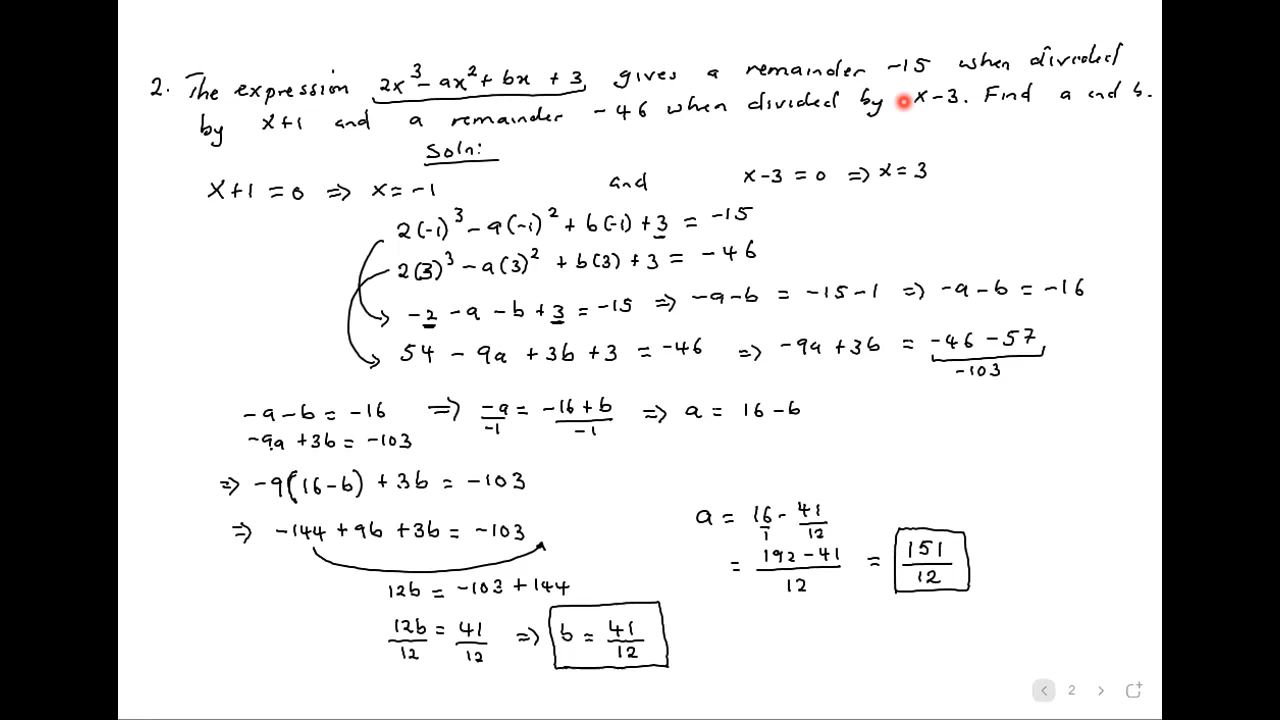 2. The expression 2x³ - ax² + bx + 3 gives a remainder -15 when divided
by x+1 and a remainder -46 when divided by x-3. Find a and b.
Soln:
x+1 = 0 ⇒ x = -1 and x-3 = 0 ⇒ x = 3
2(-1)³ - a(-1)² + b(-1) + 3 = -15
2(3)³ - a(3)² + b(3) + 3 = -46
-2 - a - b + 3 = -15 ⇒ -a-b = -15-1 ⇒ -a-b = -16
54 - 9a + 3b + 3 = -46 ⇒ -9a + 3b = -46 - 57
-103
-a-b = -16 ⇒ -a/-1 = -16+b/-1 ⇒ a = 16-b
-9a + 3b = -103
⇒ -9(16-b) + 3b = -103
⇒ -144 + 9b + 3b = -103
12b = -103 + 144
12b/12 = 41/12 ⇒ b = 41/12
a = 16/1 - 41/12
= 192-41/12 = 151/12
2